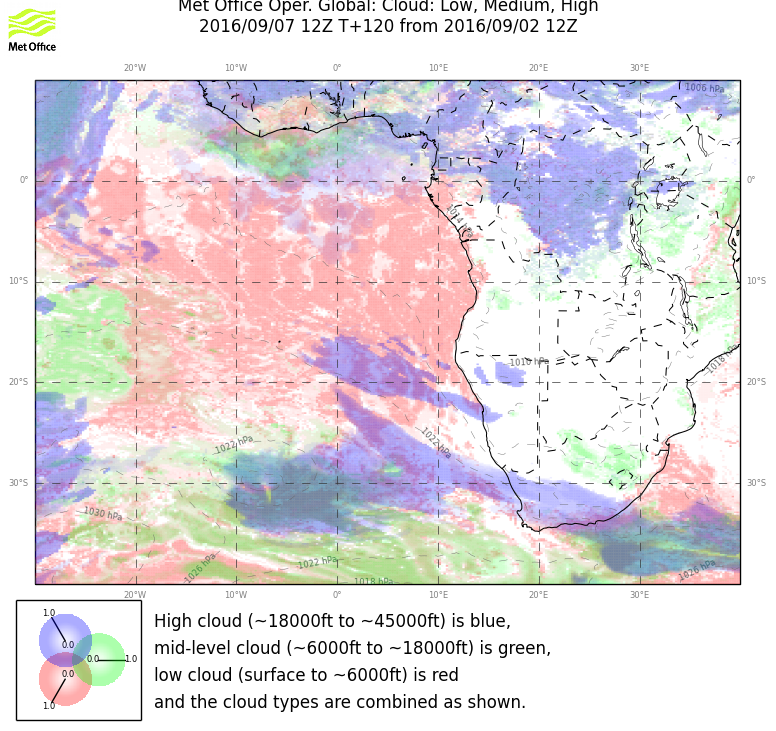 Met Office Oper. Global: Cloud: Low, Medium, High
2016/09/07 12Z T+120 from 2016/09/02 12Z
Met Office
20°W 10°W 0° 10°E 20°E 30°E
1006 hPa
0° 0°
1014 hPa
10°S 10°S
1018 hPa
1018 hPa
20°S 20°S
1022 hPa
1022 hPa
30°S 30°S
1030 hPa
1026 hPa
1022 hPa
1018 hPa
1026 hPa
20°W 10°W 0° 10°E 20°E 30°E
1.0
0.0
0.0
1.0
0.0
1.0
High cloud (~18000ft to ~45000ft) is blue,
mid-level cloud (~6000ft to ~18000ft) is green,
low cloud (surface to ~6000ft) is red
and the cloud types are combined as shown.